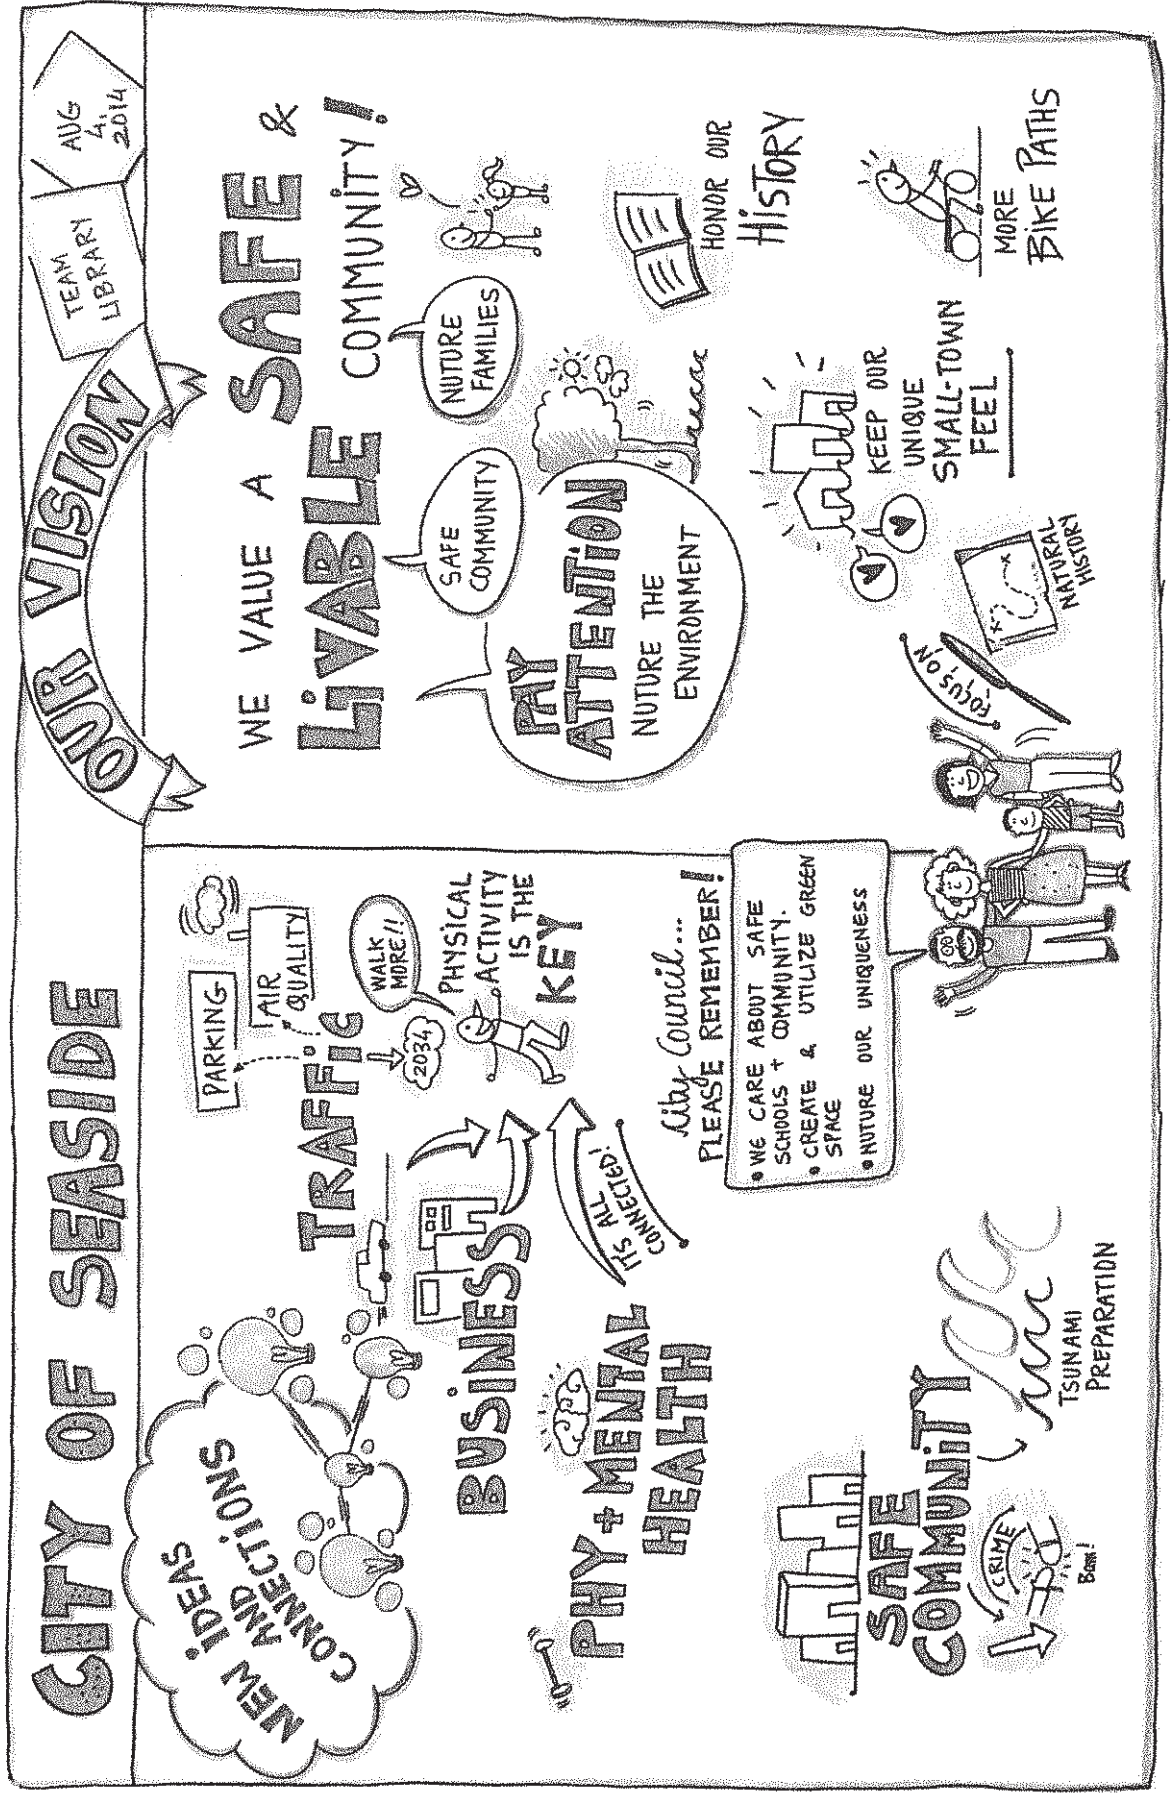 CITY OF SEASIDE
OUR VISION
TEAM
LIBRARY
AUG
4,
2014
NEW IDEAS
AND
CONNECTIONS
PARKING
AIR
QUALITY
TRAFFIC
2034
WALK
MORE!!
PHYSICAL
ACTIVITY
IS THE
KEY
BUSINESS
PHY + MENTAL
HEALTH
IT'S ALL
CONNECTED!
City Council...
PLEASE REMEMBER!
• WE CARE ABOUT SAFE
SCHOOLS + COMMUNITY.
• CREATE & UTILIZE GREEN
SPACE
• NUTURE OUR UNIQUENESS
SAFE
COMMUNITY
CRIME
TSUNAMI
PREPARATION
WE VALUE A SAFE &
LIVABLE COMMUNITY!
SAFE
COMMUNITY
NUTURE
FAMILIES
PAY
ATTENTION
NUTURE THE
ENVIRONMENT
HONOR OUR
HISTORY
KEEP OUR
UNIQUE
SMALL-TOWN
FEEL
MORE
BIKE PATHS
FOCUS ON
NATURAL
HISTORY